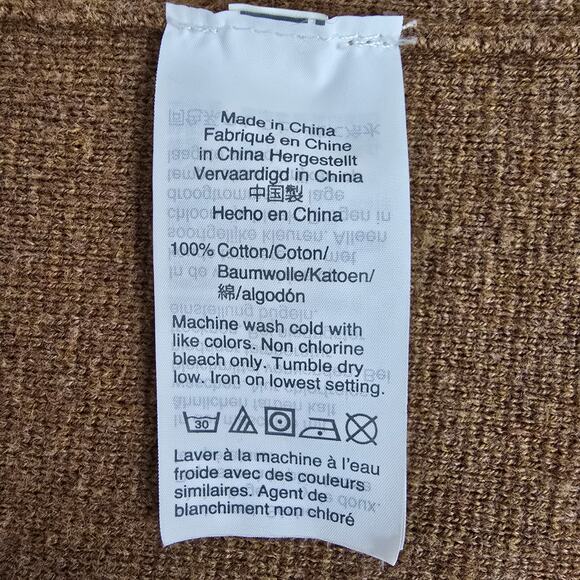 Made in China
Fabriqué en Chine
in China Hergestellt
Vervaardigd in China
中国製
Hecho en China
100% Cotton/Coton/
Baumwolle/Katoen/
綿/algodón
Machine wash cold with
like colors. Non chlorine
bleach only. Tumble dry
low. Iron on lowest setting.
30
Laver à la machine à l'eau
froide avec des couleurs
similaires. Agent de
blanchiment non chloré